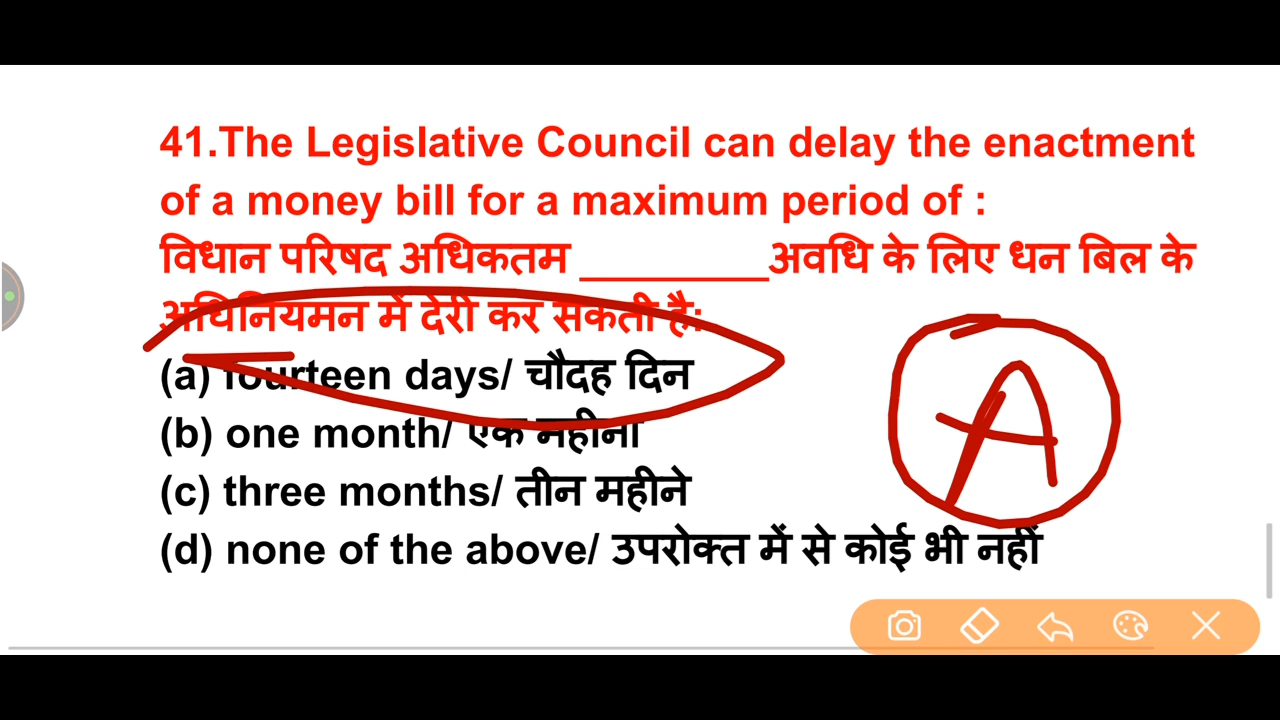 41.The Legislative Council can delay the enactment
of a money bill for a maximum period of :
विधान परिषद अधिकतम ________अवधि के लिए धन बिल के
अधिनियमन में देरी कर सकती है:
(a) fourteen days/ चौदह दिन
(b) one month/ एक महीना
(c) three months/ तीन महीने
(d) none of the above/ उपरोक्त में से कोई भी नहीं
A